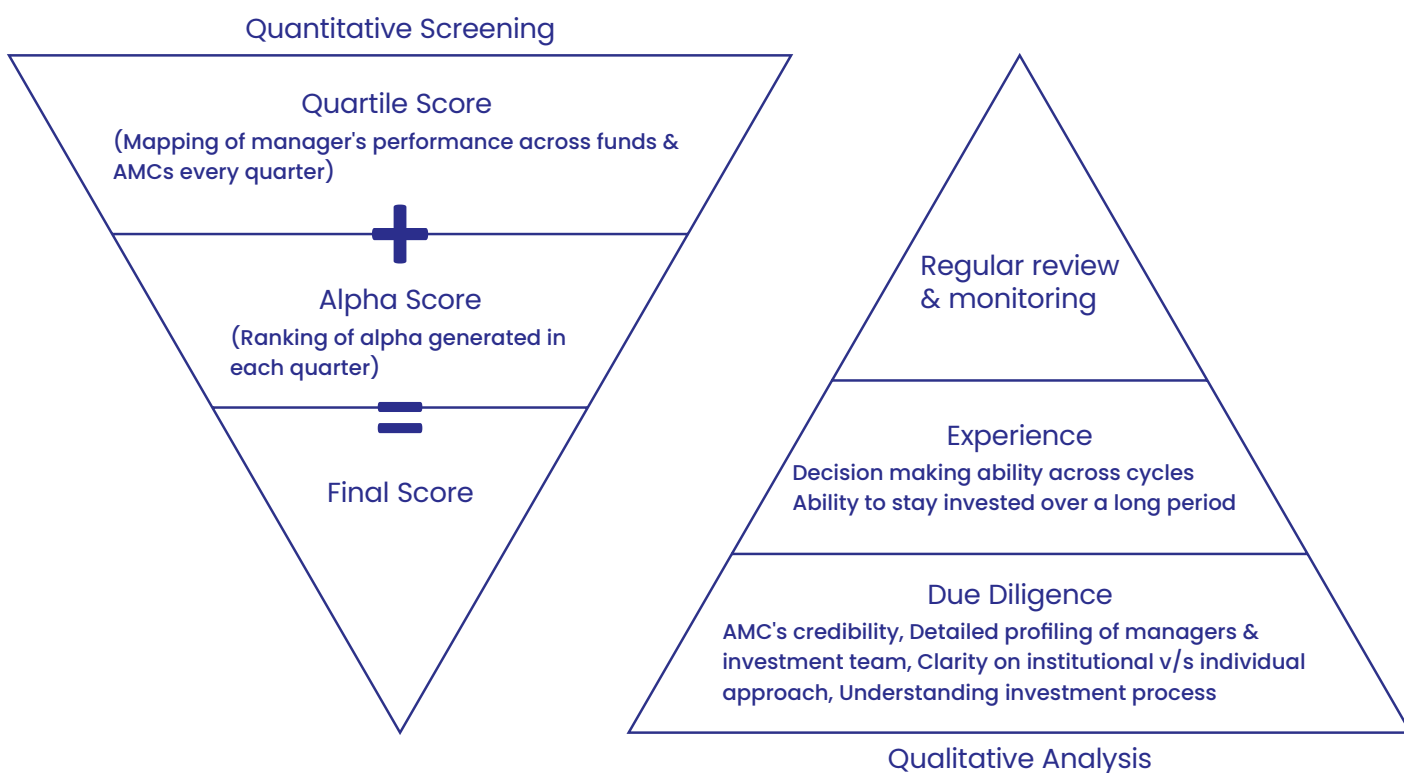 Quantitative Screening
Quartile Score
(Mapping of manager's performance across funds &
AMCs every quarter)
+
Alpha Score
(Ranking of alpha generated in
each quarter)
=
Final Score
Regular review
& monitoring
Experience
Decision making ability across cycles
Ability to stay invested over a long period
Due Diligence
AMC's credibility, Detailed profiling of managers &
investment team, Clarity on institutional v/s individual
approach, Understanding investment process
Qualitative Analysis